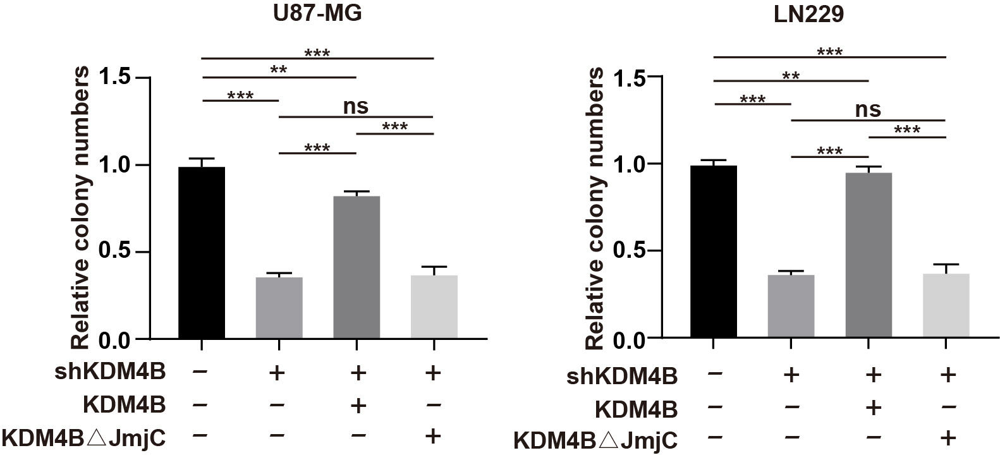 U87-MG
Relative colony numbers
1.5
1.0
0.5
0.0
***
**
***
ns
***
***
shKDM4B − + + +
KDM4B − − + −
KDM4B△JmjC − − − +
LN229
Relative colony numbers
1.5
1.0
0.5
0.0
***
**
***
ns
***
***
shKDM4B − + + +
KDM4B − − + −
KDM4B△JmjC − − − +